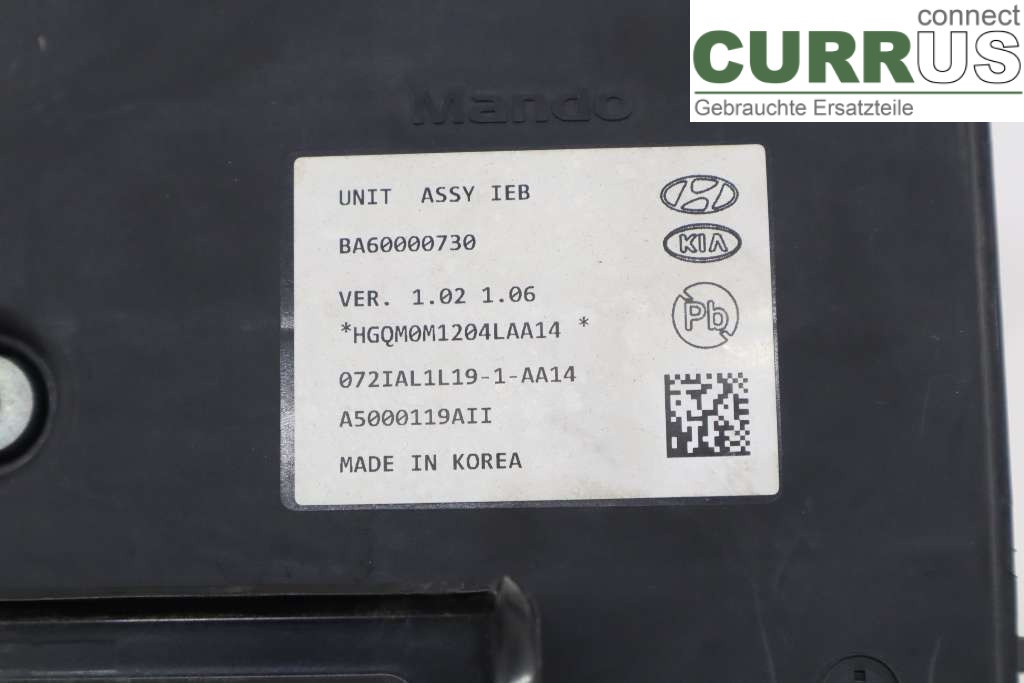 connect
CURRUS
Gebrauchte Ersatzteile
Mando
UNIT ASSY IEB
BA60000730
KIA
VER. 1.02 1.06
Pb
*HGQM0M1204LAA14 *
072IAL1L19-1-AA14
A5000119AII
MADE IN KOREA